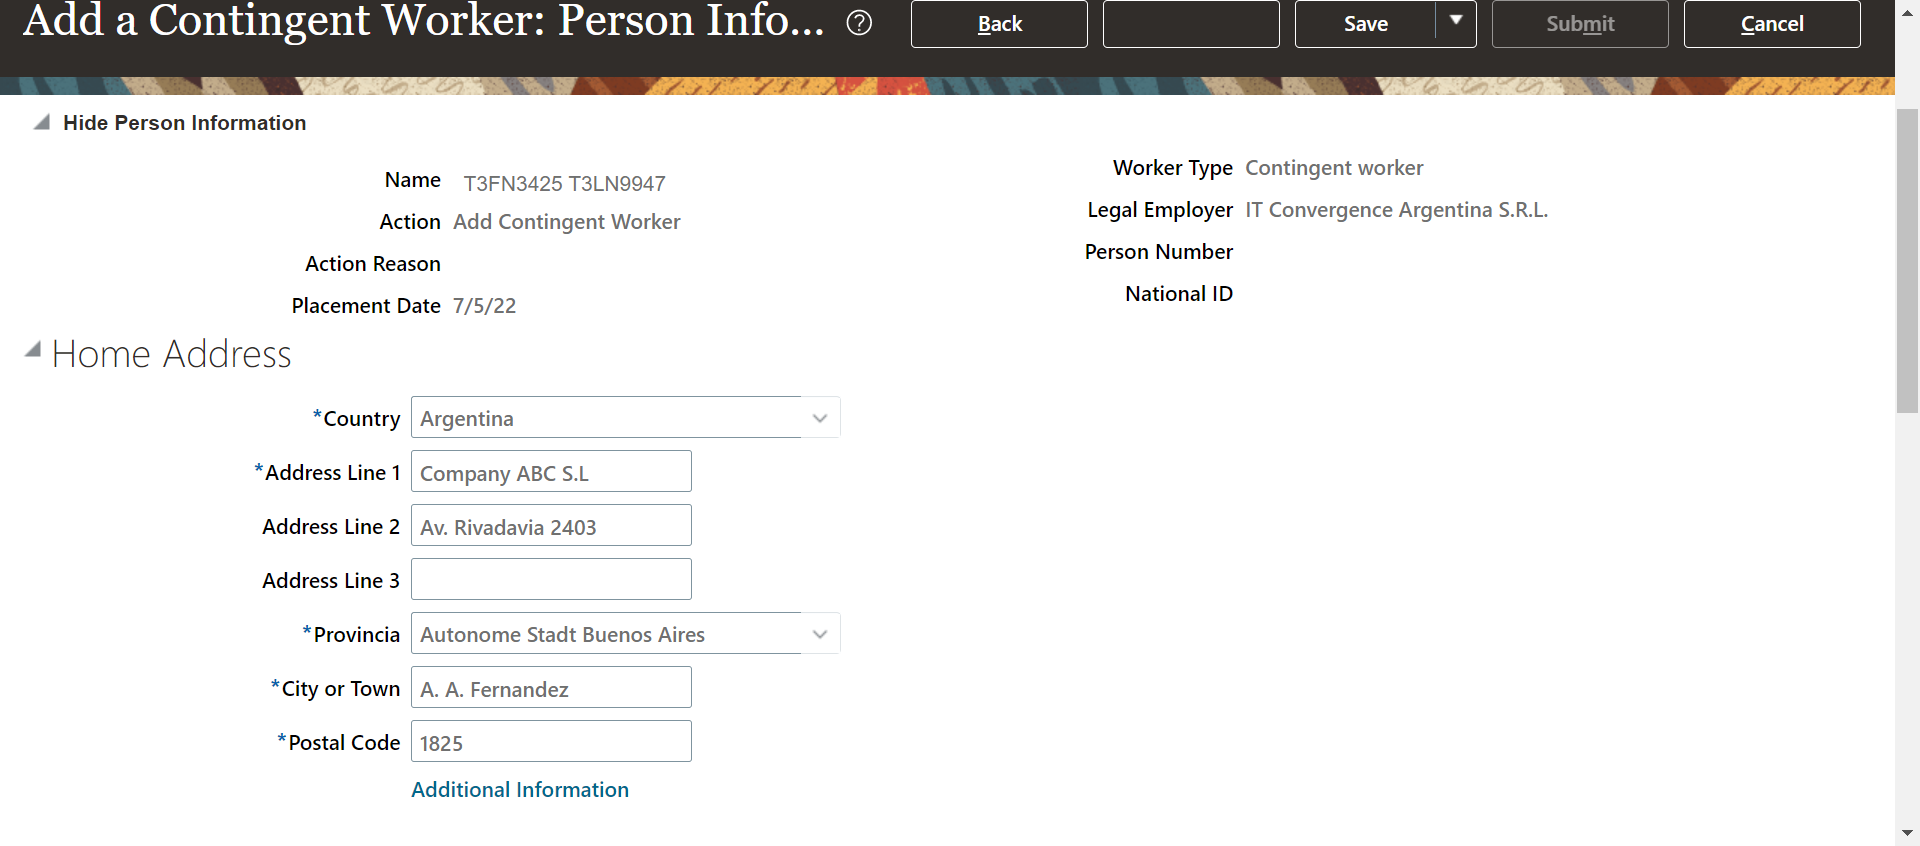 Add a Contingent Worker: Person Info...
Back
Save
Submit
Cancel
Hide Person Information
Name T3FN3425 T3LN9947
Action Add Contingent Worker
Action Reason
Placement Date 7/5/22
Worker Type Contingent worker
Legal Employer IT Convergence Argentina S.R.L.
Person Number
National ID
Home Address
*Country Argentina
*Address Line 1 Company ABC S.L
Address Line 2 Av. Rivadavia 2403
Address Line 3
*Provincia Autonome Stadt Buenos Aires
*City or Town A. A. Fernandez
*Postal Code 1825
Additional Information